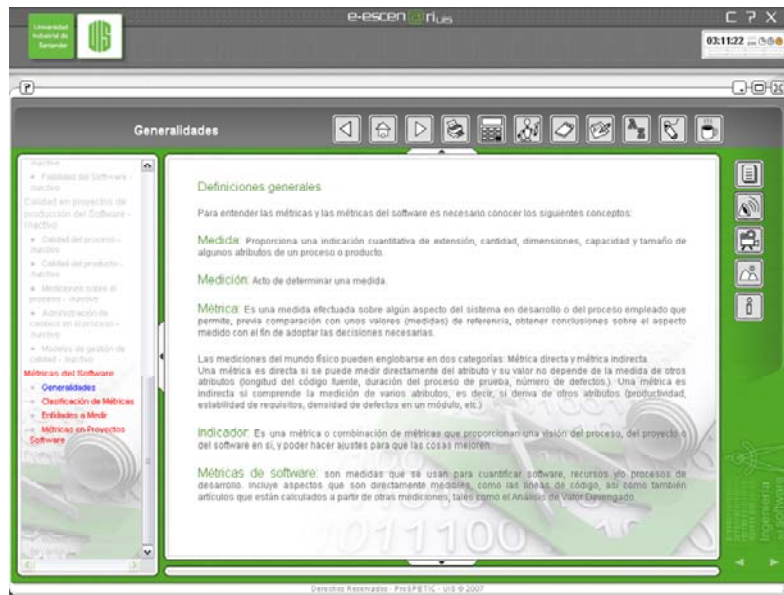 Universidad
Industrial de
Santander
UIS
e-escen@rIUIS
03:11:22
Generalidades
inactivo
Fiabilidad del Software -
inactivo
Calidad en proyectos de
producción del Software -
inactivo
Calidad del proceso -
inactivo
Calidad del producto -
inactivo
Mediciones sobre el
proceso - inactivo
Administración de
cambios en el proceso -
inactivo
Modelos de gestión de
calidad - inactivo
Métricas del Software
Generalidades
Clasificación de Métricas
Entidades a Medir
Métricas en Proyectos
Software
Definiciones generales
Para entender las métricas y las métricas del software es necesario conocer los siguientes conceptos:
Medida: Proporciona una indicación cuantitativa de extensión, cantidad, dimensiones, capacidad y tamaño de
algunos atributos de un proceso o producto.
Medición: Acto de determinar una medida.
Métrica: Es una medida efectuada sobre algún aspecto del sistema en desarrollo o del proceso empleado que
permite, previa comparación con unos valores (medidas) de referencia, obtener conclusiones sobre el aspecto
medido con el fin de adoptar las decisiones necesarias.
Las mediciones del mundo físico pueden englobarse en dos categorías: Métrica directa y métrica indirecta.
Una métrica es directa si se puede medir directamente del atributo y su valor no depende de la medida de otros
atributos (longitud del código fuente, duración del proceso de prueba, número de defectos.). Una métrica es
indirecta si comprende la medición de varios atributos, es decir, si deriva de otros atributos (productividad,
estabilidad de requisitos, densidad de defectos en un módulo, etc.)
Indicador: Es una métrica o combinación de métricas que proporcionan una visión del proceso, del proyecto o
del software en sí, y poder hacer ajustes para que las cosas mejoren.
Métricas de software: son medidas que se usan para cuantificar software, recursos y/o procesos de
desarrollo. Incluye aspectos que son directamente medibles, como las líneas de código, así como también
artículos que están calculados a partir de otras mediciones, tales como el Análisis de Valor Devengado.
011100
Ingeniería
Derechos Reservados - ProSPETIC - UIS © 2007